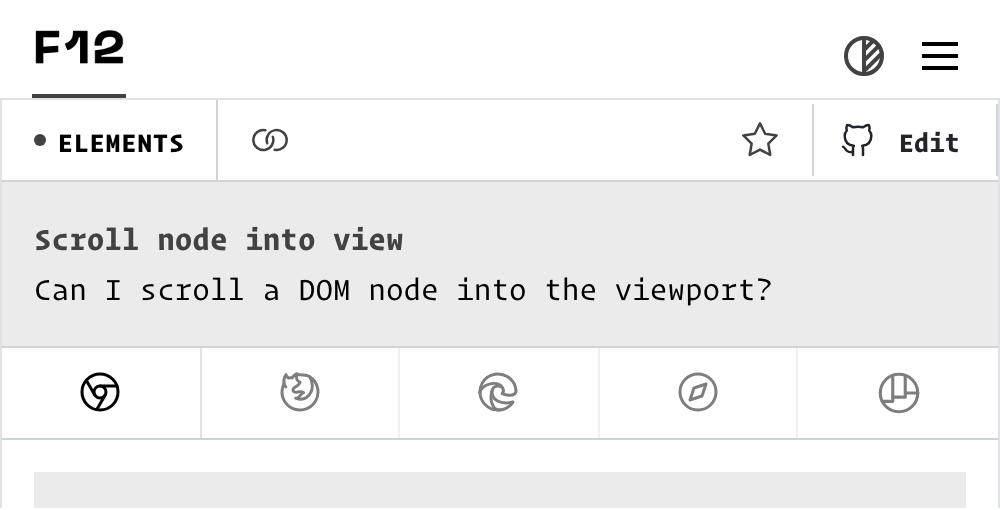 F12
ELEMENTS
Edit
Scroll node into view
Can I scroll a DOM node into the viewport?